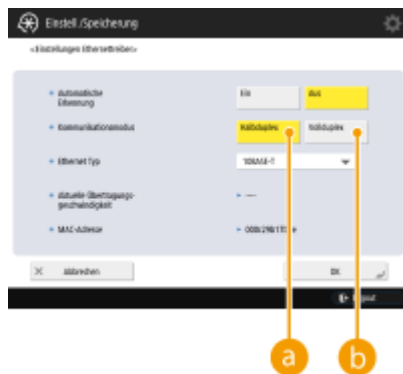 Einstell./Speicherung
<Einstellungen Ethernettreiber>
Automatische
Erkennung
Ein
Aus
Kommunikationsmodus
Halbduplex
Vollduplex
Ethernet Typ
10BASE-T
Aktuelle Übertragungs-
geschwindigkeit
----
MAC-Adresse
Abbrechen
OK
a
b